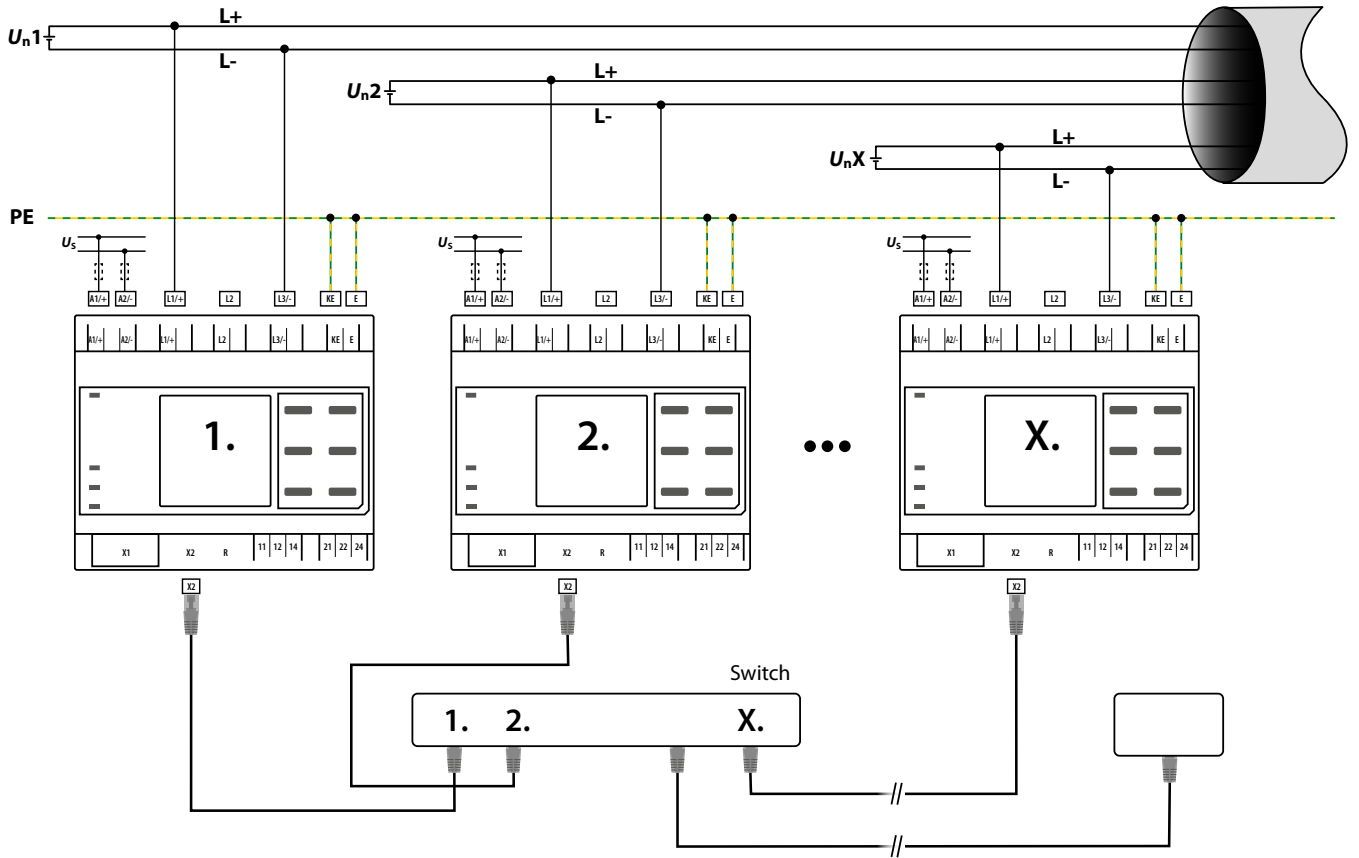 L+
Un1
L-
L+
Un2
L-
L+
UnX
L-
PE
Us Us Us
A1/+ A2/- L1/+ L2 L3/- KE E A1/+ A2/- L1/+ L2 L3/- KE E A1/+ A2/- L1/+ L2 L3/- KE E
A1/+ A2/- L1/+ L2 L3/- KE E A1/+ A2/- L1/+ L2 L3/- KE E A1/+ A2/- L1/+ L2 L3/- KE E
1. 2. ••• X.
X1 X2 R 11 12 14 21 22 24 X1 X2 R 11 12 14 21 22 24 X1 X2 R 11 12 14 21 22 24
X2 X2 X2
Switch
1. 2. X.